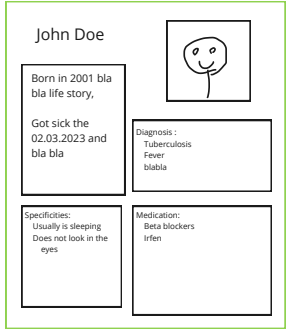 John Doe
Born in 2001 bla
bla life story,
Got sick the
02.03.2023 and
bla bla
Diagnosis :
Tuberculosis
Fever
blabla
Specificities:
Usually is sleeping
Does not look in the
eyes
Medication:
Beta blockers
Irfen